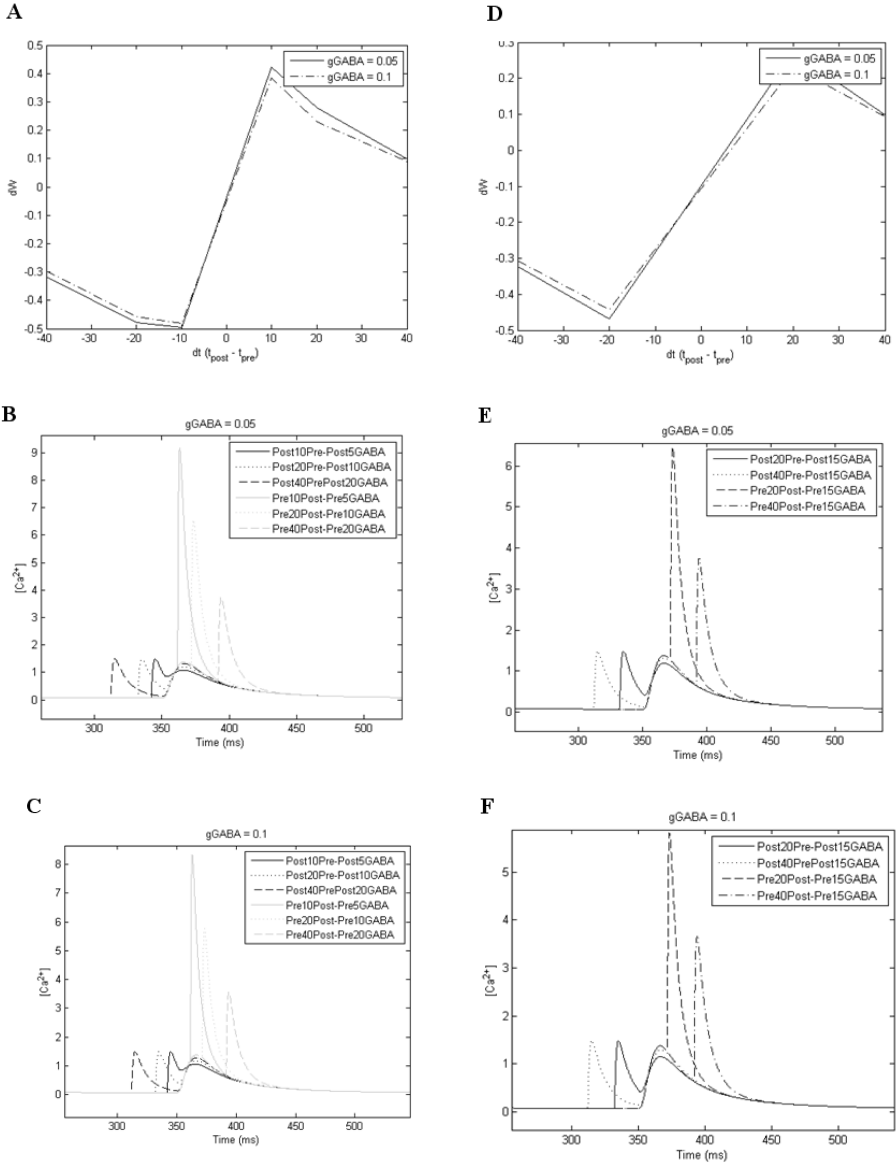 A
0.5
0.4
0.3
0.2
0.1
0
-0.1
-0.2
-0.3
-0.4
-0.5
dW
-40 -30 -20 -10 0 10 20 30 40
dt (tpost - tpre)
gGABA = 0.05
gGABA = 0.1
D
0.3
0.2
0.1
0
-0.1
-0.2
-0.3
-0.4
-0.5
dW
-40 -30 -20 -10 0 10 20 30 40
dt (tpost - tpre)
gGABA = 0.05
gGABA = 0.1
B
gGABA = 0.05
9
8
7
6
5
4
3
2
1
0
[Ca2+]
300 350 400 450 500
Time (ms)
Post10Pre-Post5GABA
Post20Pre-Post10GABA
Post40PrePost20GABA
Pre10Post-Pre5GABA
Pre20Post-Pre10GABA
Pre40Post-Pre20GABA
E
gGABA = 0.05
6
5
4
3
2
1
0
[Ca2+]
300 350 400 450 500
Time (ms)
Post20Pre-Post15GABA
Post40PrePost15GABA
Pre20Post-Pre15GABA
Pre40Post-Pre15GABA
C
gGABA = 0.1
8
7
6
5
4
3
2
1
0
[Ca2+]
300 350 400 450 500
Time (ms)
Post10Pre-Post5GABA
Post20Pre-Post10GABA
Post40PrePost20GABA
Pre10Post-Pre5GABA
Pre20Post-Pre10GABA
Pre40Post-Pre20GABA
F
gGABA = 0.1
5
4
3
2
1
0
[Ca2+]
300 350 400 450 500
Time (ms)
Post20Pre-Post15GABA
Post40PrePost15GABA
Pre20Post-Pre15GABA
Pre40Post-Pre15GABA